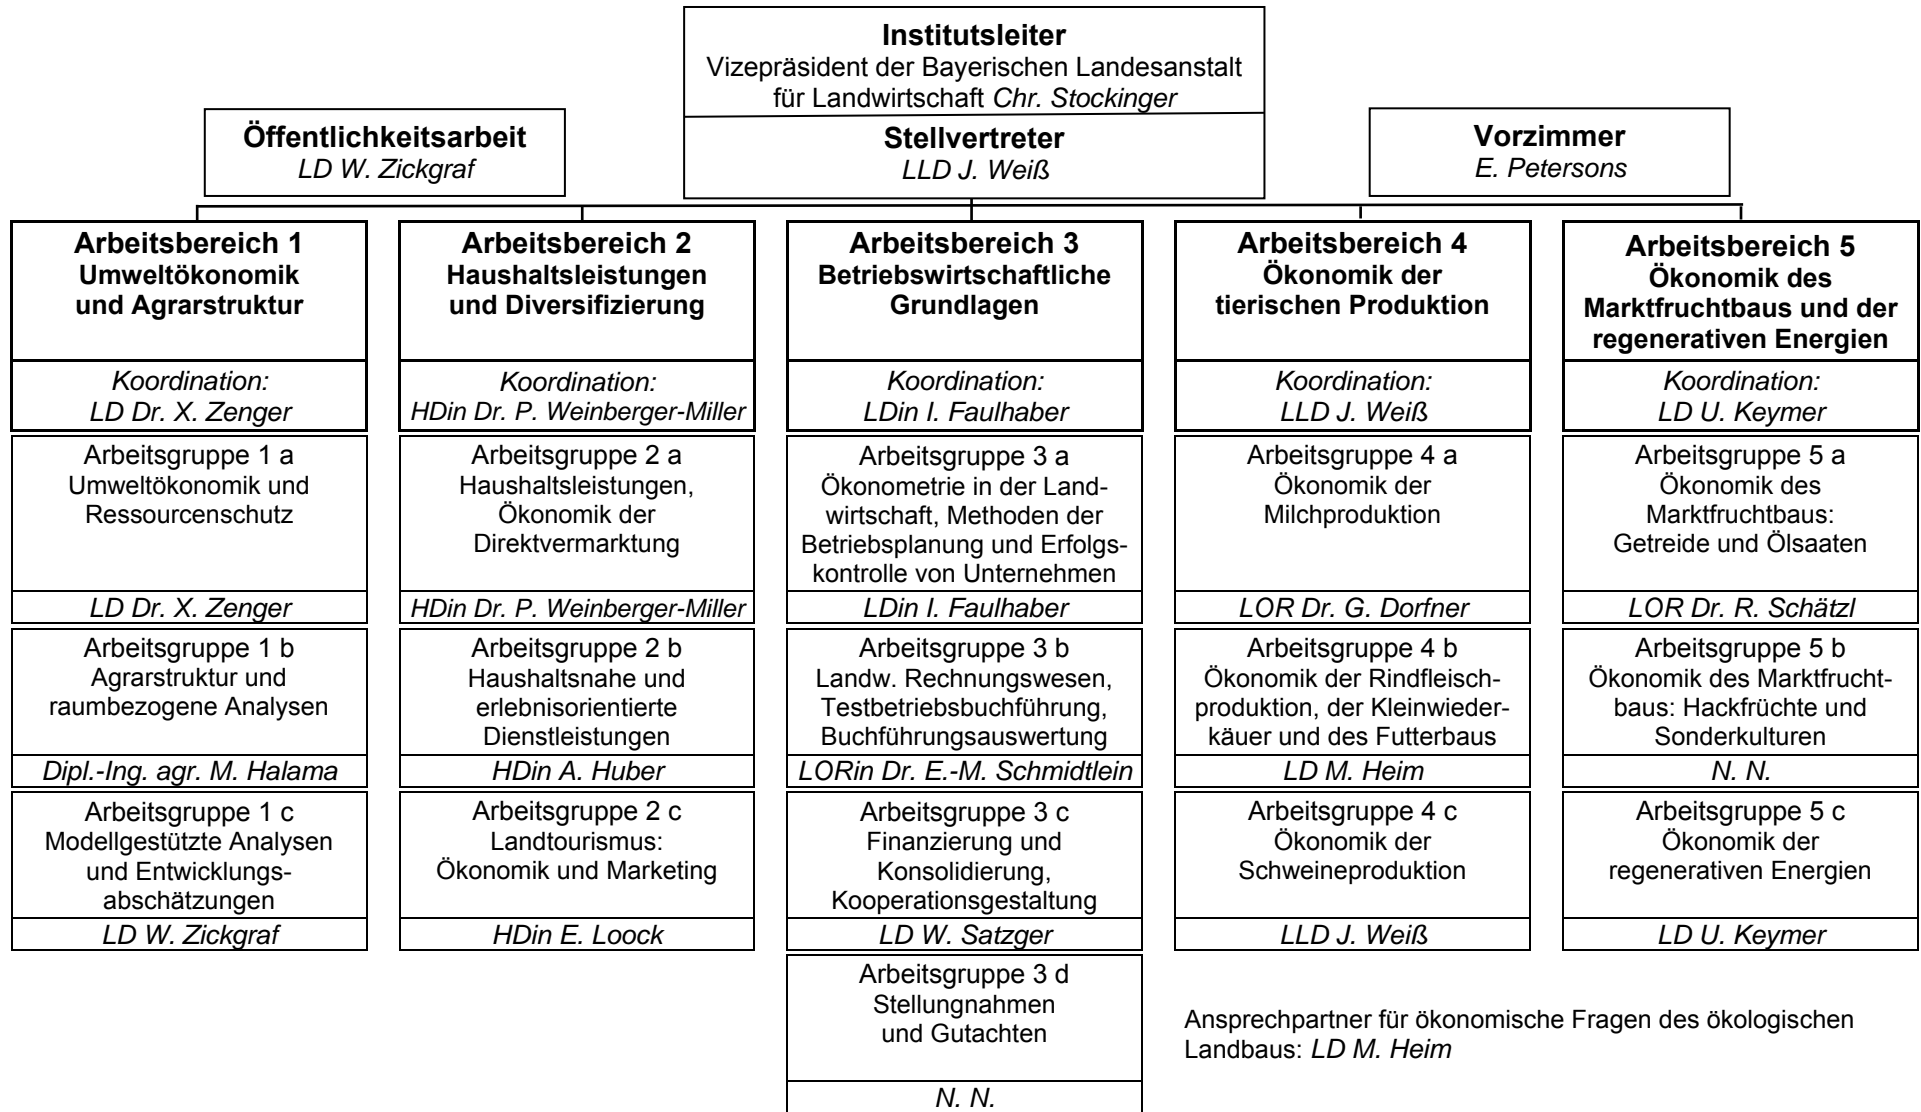 Institutsleiter
Vizepräsident der Bayerischen Landesanstalt
für Landwirtschaft Chr. Stockinger
Stellvertreter
LLD J. Weiß
Öffentlichkeitsarbeit
LD W. Zickgraf
Vorzimmer
E. Petersons
Arbeitsbereich 1
Umweltökonomik
und Agrarstruktur
Koordination:
LD Dr. X. Zenger
Arbeitsgruppe 1 a
Umweltökonomik und
Ressourcenschutz
LD Dr. X. Zenger
Arbeitsgruppe 1 b
Agrarstruktur und
raumbezogene Analysen
Dipl.-Ing. agr. M. Halama
Arbeitsgruppe 1 c
Modellgestützte Analysen
und Entwicklungs-
abschätzungen
LD W. Zickgraf
Arbeitsbereich 2
Haushaltsleistungen
und Diversifizierung
Koordination:
HDin Dr. P. Weinberger-Miller
Arbeitsgruppe 2 a
Haushaltsleistungen,
Ökonomik der
Direktvermarktung
HDin Dr. P. Weinberger-Miller
Arbeitsgruppe 2 b
Haushaltsnahe und
erlebnisorientierte
Dienstleistungen
HDin A. Huber
Arbeitsgruppe 2 c
Landtourismus:
Ökonomik und Marketing
HDin E. Loock
Arbeitsbereich 3
Betriebswirtschaftliche
Grundlagen
Koordination:
LDin I. Faulhaber
Arbeitsgruppe 3 a
Ökonometrie in der Land-
wirtschaft, Methoden der
Betriebsplanung und Erfolgs-
kontrolle von Unternehmen
LDin I. Faulhaber
Arbeitsgruppe 3 b
Landw. Rechnungswesen,
Testbetriebsbuchführung,
Buchführungsauswertung
LORin Dr. E.-M. Schmidtlein
Arbeitsgruppe 3 c
Finanzierung und
Konsolidierung,
Kooperationsgestaltung
LD W. Satzger
Arbeitsgruppe 3 d
Stellungnahmen
und Gutachten
N. N.
Arbeitsbereich 4
Ökonomik der
tierischen Produktion
Koordination:
LLD J. Weiß
Arbeitsgruppe 4 a
Ökonomik der
Milchproduktion
LOR Dr. G. Dorfner
Arbeitsgruppe 4 b
Ökonomik der Rindfleisch-
produktion, der Kleinwieder-
käuer und des Futterbaus
LD M. Heim
Arbeitsgruppe 4 c
Ökonomik der
Schweineproduktion
LLD J. Weiß
Arbeitsbereich 5
Ökonomik des
Marktfruchtbaus und der
regenerativen Energien
Koordination:
LD U. Keymer
Arbeitsgruppe 5 a
Ökonomik des
Marktfruchtbaus:
Getreide und Ölsaaten
LOR Dr. R. Schätzl
Arbeitsgruppe 5 b
Ökonomik des Marktfrucht-
baus: Hackfrüchte und
Sonderkulturen
N. N.
Arbeitsgruppe 5 c
Ökonomik der
regenerativen Energien
LD U. Keymer
Ansprechpartner für ökonomische Fragen des ökologischen
Landbaus: LD M. Heim